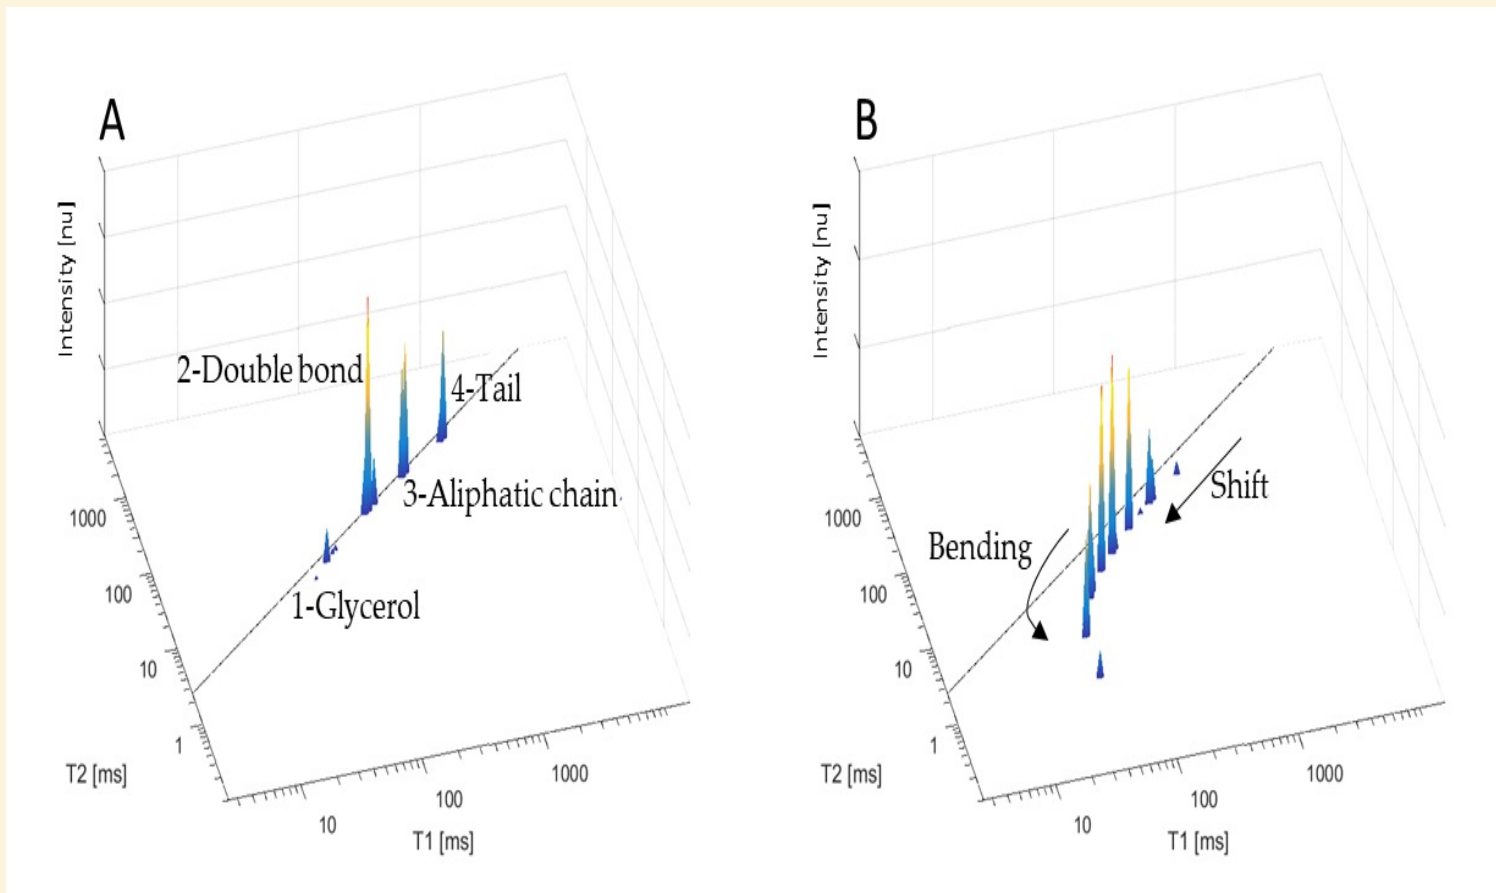 A
Intensity [nu]
2-Double bond
4-Tail
3-Aliphatic chain
1-Glycerol
1000
100
10
1
T2 [ms]
10
100
1000
T1 [ms]
B
Intensity [nu]
Shift
Bending
1000
100
10
1
T2 [ms]
10
100
1000
T1 [ms]